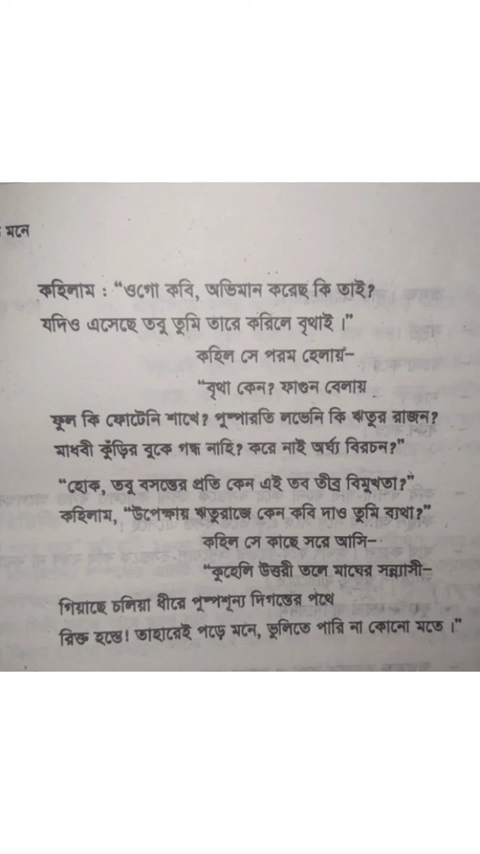 মনে
কহিলাম : “ওগো কবি, অভিমান করেছ কি তাই?
যদিও এসেছে তবু তুমি তারে করিলে বৃথাই।”
কহিল সে পরম হেলায়–
“বৃথা কেন? ফাগুন বেলায়
ফুল কি ফোটেনি শাখে? পুষ্পারতি লভেনি কি ঋতুর রাজন?
মাধবী কুঁড়ির বুকে গন্ধ নাহি? করে নাই অর্ঘ্য বিরচন?”
“হোক, তবু বসন্তের প্রতি কেন এই তব তীব্র বিমুখতা?”
কহিলাম, “উপেক্ষায় ঋতুরাজে কেন কবি দাও তুমি ব্যথা?”
কহিল সে কাছে সরে আসি–
“কুহেলি উত্তরী তলে মাঘের সন্ন্যাসী–
গিয়াছে চলিয়া ধীরে পুষ্পশূন্য দিগন্তের পথে
রিক্ত হস্তে! তাহারেই পড়ে মনে, ভুলিতে পারি না কোনো মতে।”